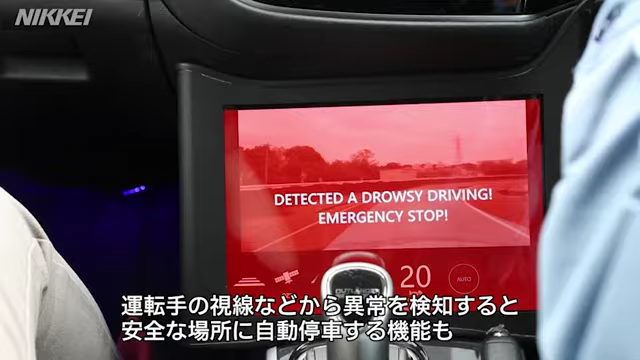 NIKKEI
DETECTED A DROWSY DRIVING!
EMERGENCY STOP!
20
km/h
AUTO
OUTLANDER
運転手の視線などから異常を検知すると
安全な場所に自動停車する機能も